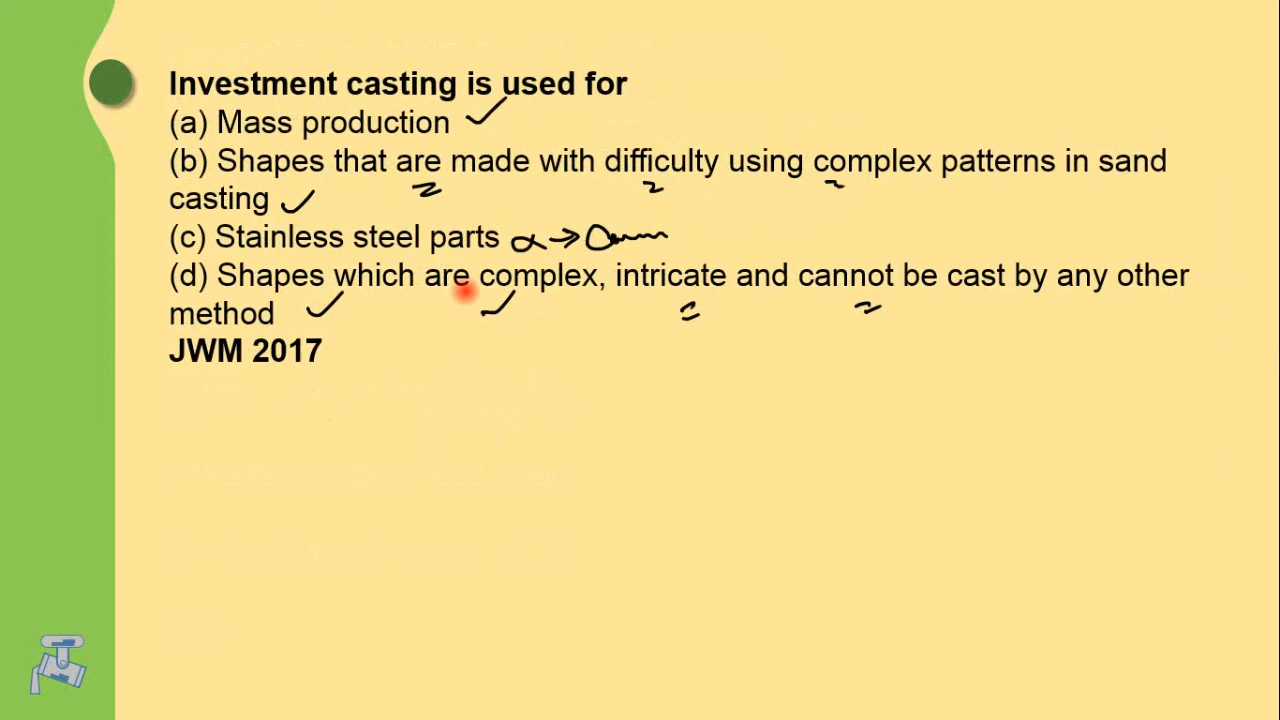 Investment casting is used for
(a) Mass production
(b) Shapes that are made with difficulty using complex patterns in sand
casting
(c) Stainless steel parts
(d) Shapes which are complex, intricate and cannot be cast by any other
method
JWM 2017